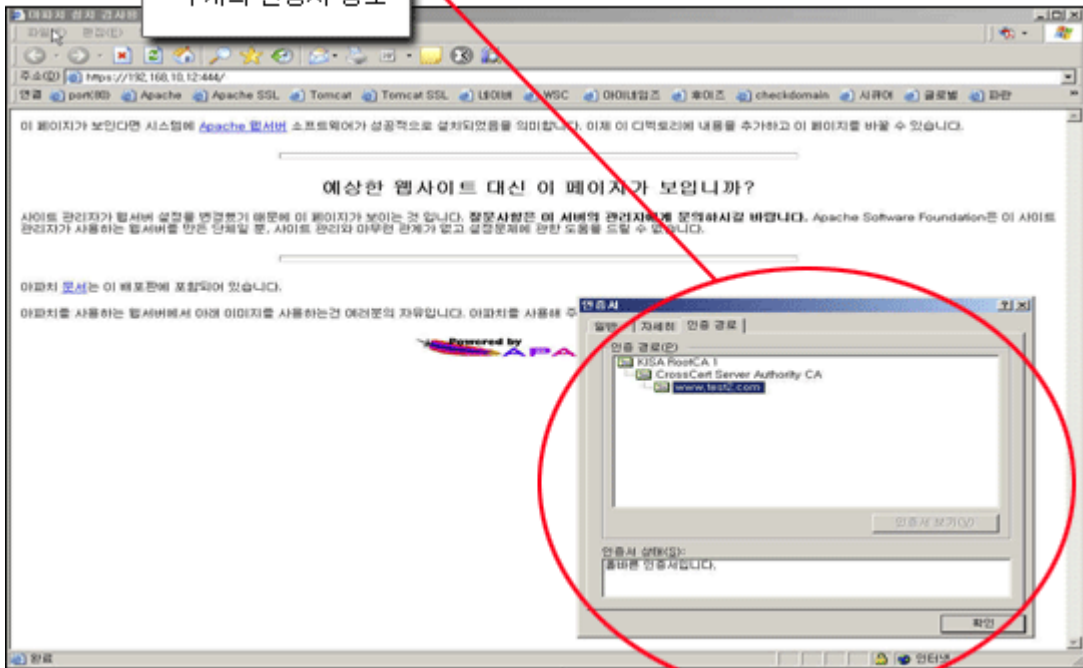 아파치 설치 검사용
파일 편집(E)
주소(D) https://192.168.10.12:444/
연결 port(80) Apache Apache SSL Tomcat Tomcat SSL 네이버 WSC 아이네임즈 후이즈 checkdomain 시큐어 글로벌 파란
이 페이지가 보인다면 시스템에 Apache 웹서버 소프트웨어가 성공적으로 설치되었음을 의미합니다. 이제 이 디렉토리에 내용을 추가하고 이 페이지를 바꿀 수 있습니다.
예상한 웹사이트 대신 이 페이지가 보입니까?
사이트 관리자가 웹서버 설정을 변경했기 때문에 이 페이지가 보이는 것 입니다. 질문사항은 이 서버의 관리자에게 문의하시길 바랍니다. Apache Software Foundation은 이 사이트
관리자가 사용하는 웹서버를 만든 단체일 뿐, 사이트 관리와 아무런 관계가 없고 설정문제에 관한 도움을 드릴 수 없습니다.
아파치 문서는 이 배포판에 포함되어 있습니다.
아파치를 사용하는 웹서버에서 아래 이미지를 사용하는건 여러분의 자유입니다. 아파치를 사용해 주
Powered by
APA
인증서
일반 자세히 인증 경로
인증 경로(P)
KISA RootCA 1
CrossCert Server Authority CA
www.test2.com
인증서 보기(V)
인증서 상태(S):
올바른 인증서입니다.
확인
완료 인터넷